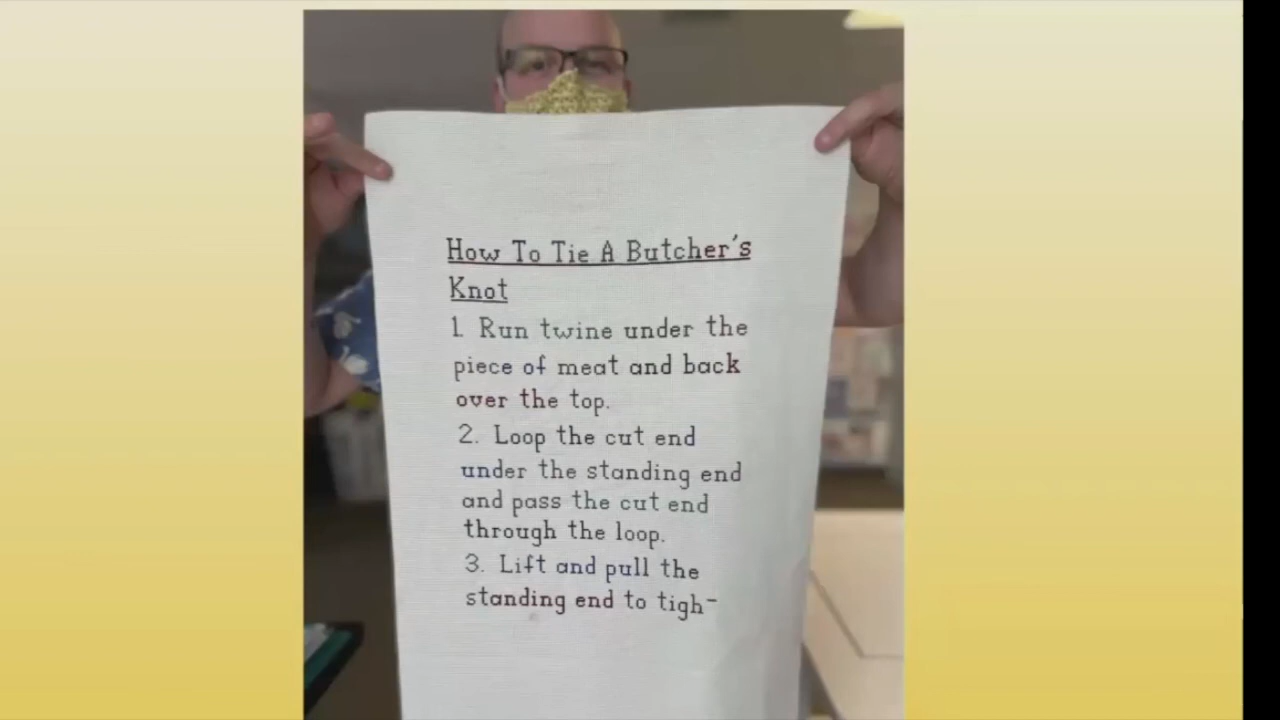 How To Tie A Butcher's
Knot
1. Run twine under the
piece of meat and back
over the top.
2. Loop the cut end
under the standing end
and pass the cut end
through the loop.
3. Lift and pull the
standing end to tigh-